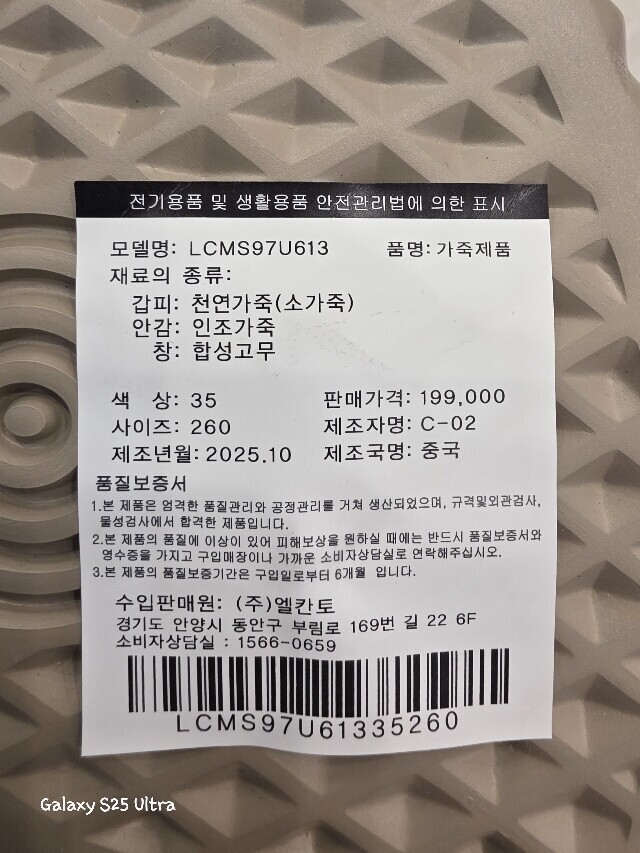 전기용품 및 생활용품 안전관리법에 의한 표시
모델명: LCMS97U613 품명: 가죽제품
재료의 종류:
갑피: 천연가죽(소가죽)
안감: 인조가죽
창: 합성고무
색 상: 35 판매가격: 199,000
사이즈: 260 제조자명: C-02
제조년월: 2025.10 제조국명: 중국
품질보증서
1.본 제품은 엄격한 품질관리와 공정관리를 거쳐 생산되었으며, 규격및외관검사,
물성검사에서 합격한 제품입니다.
2.본 제품의 품질에 이상이 있어 피해보상을 원하실 때에는 반드시 품질보증서와
영수증을 가지고 구입매장이나 가까운 소비자상담실로 연락해주십시오.
3.본 제품의 품질보증기간은 구입일로부터 6개월 입니다.
수입판매원: (주)엘칸토
경기도 안양시 동안구 부림로 169번 길 22 6F
소비자상담실 : 1566-0659
LCMS97U61335260
Galaxy S25 Ultra